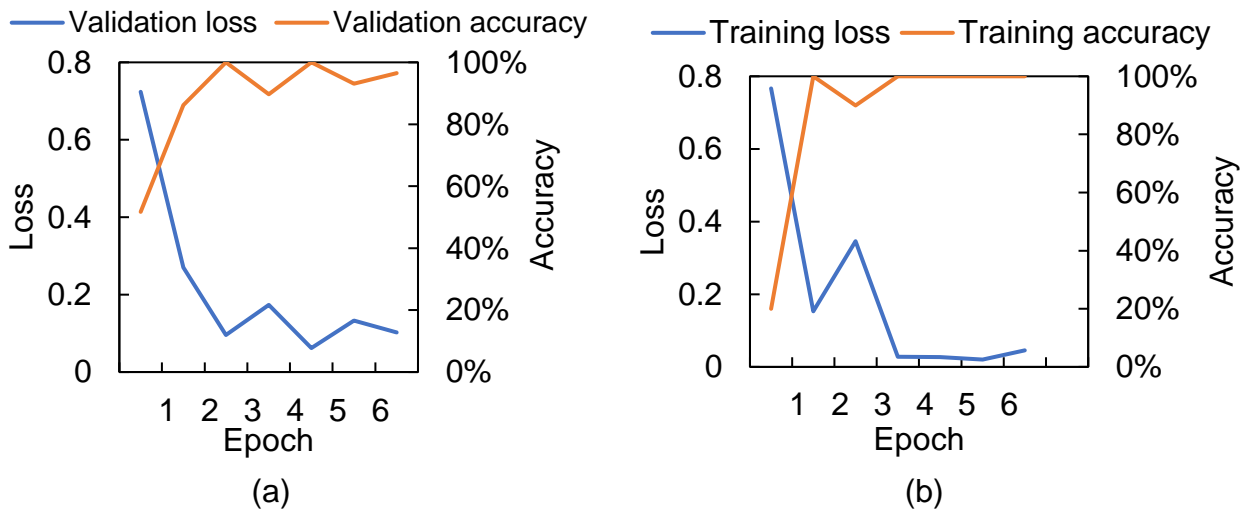 Validation loss Validation accuracy
0.8
0.6
0.4
0.2
0
Loss
100%
80%
60%
40%
20%
0%
Accuracy
1 2 3 4 5 6
Epoch
(a)
Training loss Training accuracy
0.8
0.6
0.4
0.2
0
Loss
100%
80%
60%
40%
20%
0%
Accuracy
1 2 3 4 5 6
Epoch
(b)